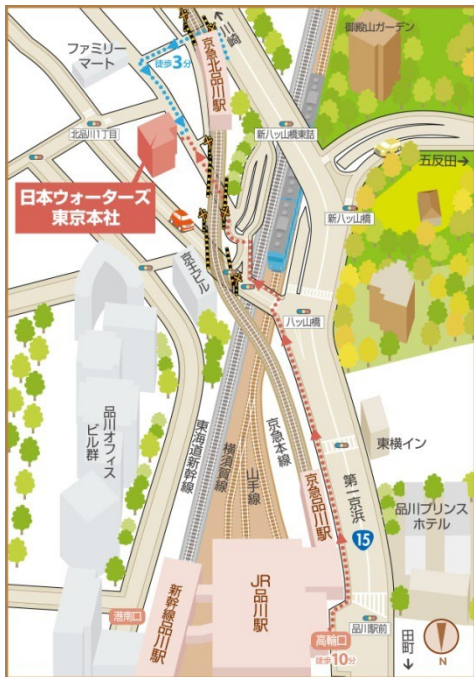 川崎
御殿山ガーデン
ファミリー
マート
徒歩3分
京急北品川駅
北品川1丁目
新八ッ山橋東詰
五反田
日本ウォーターズ
東京本社
新八ッ山橋
京王ビル
八ッ山橋
品川オフィス
ビル群
東海道新幹線
横須賀線
山手線
京急本線
東横イン
第一京浜
15
京急品川駅
品川プリンス
ホテル
JR
品川駅
新幹線品川駅
港南口
高輪口
徒歩10分
品川駅前
田町
N